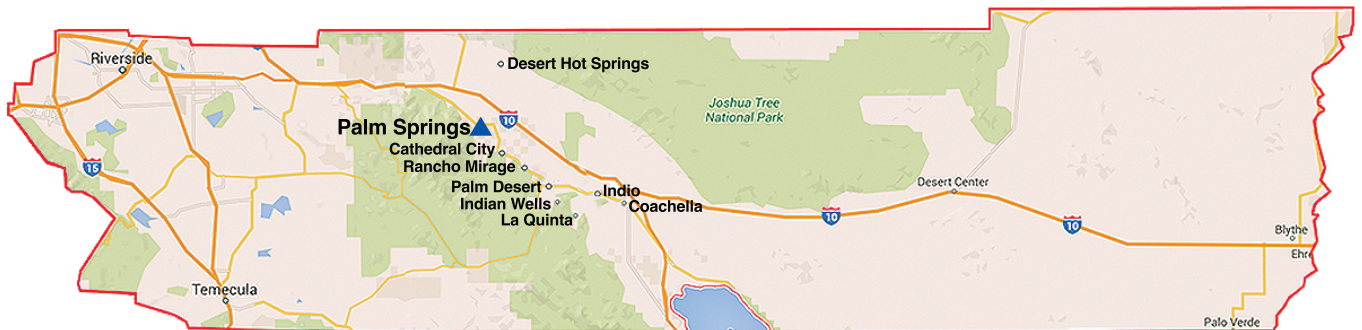 Riverside
Desert Hot Springs
Joshua Tree
National Park
Palm Springs
10
Cathedral City
15
Rancho Mirage
Desert Center
Palm Desert
Indio
Indian Wells
Coachella
La Quinta
10
10
Blythe
Ehre
Temecula
Palo Verde